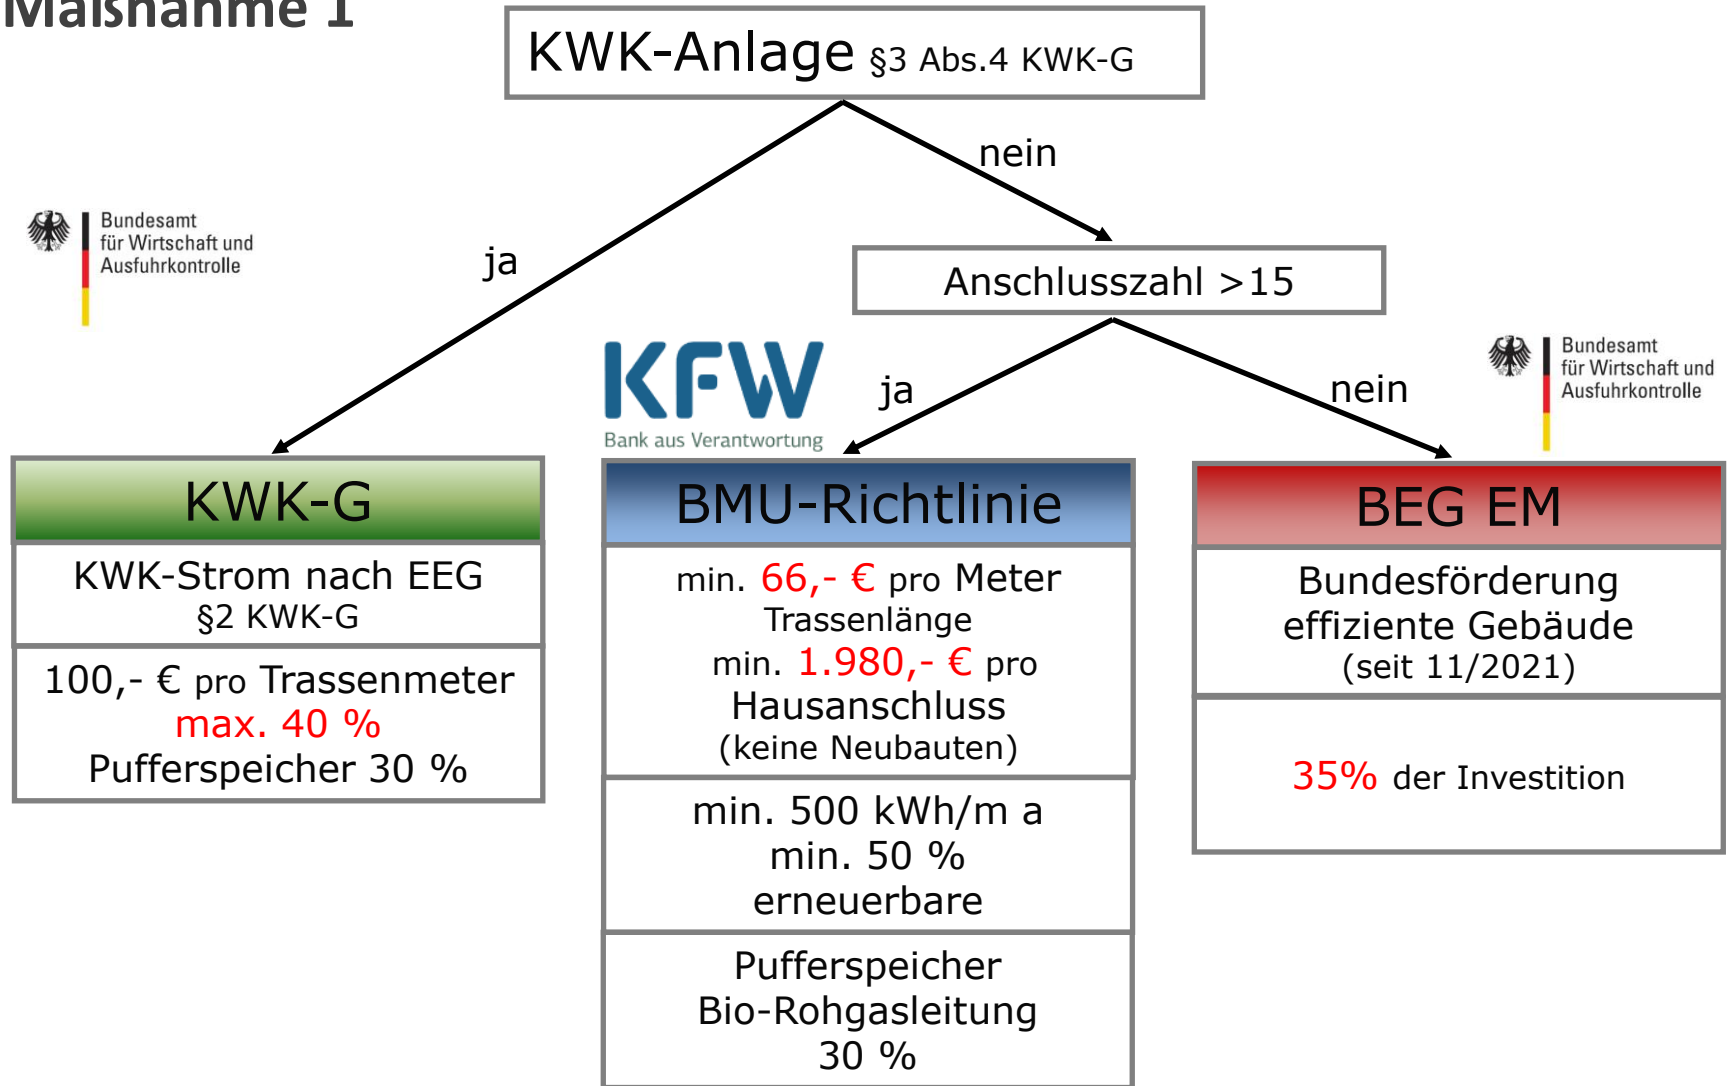 Maßnahme 1
KWK-Anlage §3 Abs.4 KWK-G
nein
Bundesamt
für Wirtschaft und
Ausfuhrkontrolle
ja
Anschlusszahl >15
KFW
Bank aus Verantwortung
ja
nein
Bundesamt
für Wirtschaft und
Ausfuhrkontrolle
KWK-G
KWK-Strom nach EEG
§2 KWK-G
100,- € pro Trassenmeter
max. 40 %
Pufferspeicher 30 %
BMU-Richtlinie
min. 66,- € pro Meter
Trassenlänge
min. 1.980,- € pro
Hausanschluss
(keine Neubauten)
min. 500 kWh/m a
min. 50 %
erneuerbare
Pufferspeicher
Bio-Rohgasleitung
30 %
BEG EM
Bundesförderung
effiziente Gebäude
(seit 11/2021)
35% der Investition